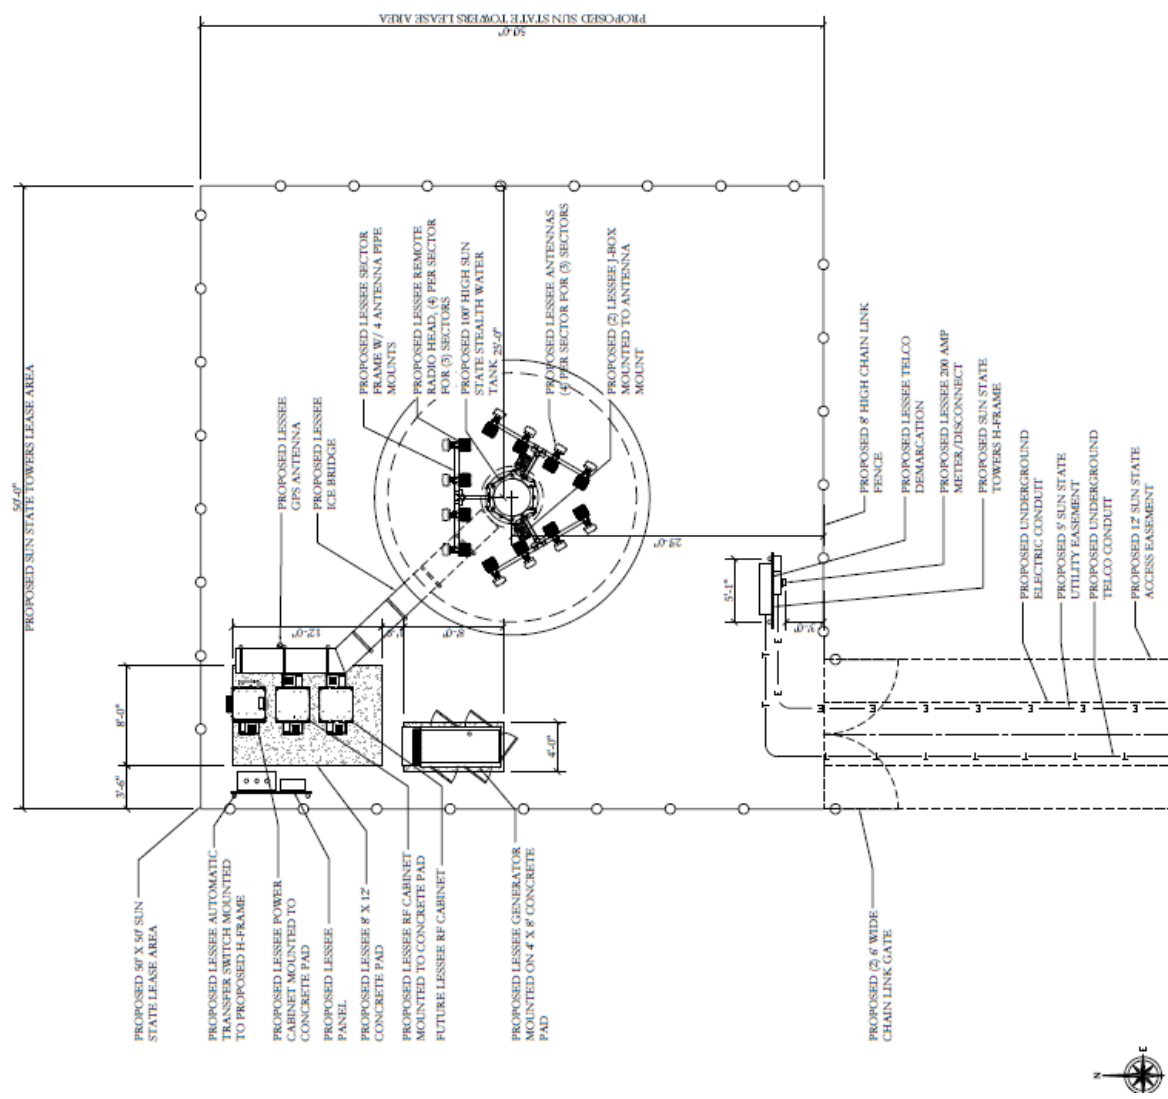 PROPOSED SUN STATE TOWERS LEASE AREA
50'-0"
50'-0"
PROPOSED SUN STATE TOWERS LEASE AREA
PROPOSED LESSEE SECTOR
FRAME W/ 4 ANTENNA PIPE
MOUNTS
PROPOSED LESSEE REMOTE
RADIO HEAD, (4) PER SECTOR
FOR (3) SECTORS
PROPOSED 100' HIGH SUN
STATE STEALTH WATER
TANK
25'-0"
PROPOSED LESSEE ANTENNAS
(4) PER SECTOR FOR (3) SECTORS
PROPOSED (2) LESSEE J-BOX
MOUNTED TO ANTENNA
MOUNT
PROPOSED LESSEE
GPS ANTENNA
PROPOSED LESSEE
ICE BRIDGE
25'-0"
PROPOSED 8' HIGH CHAIN LINK
FENCE
PROPOSED LESSEE TELCO
DEMARCATION
PROPOSED LESSEE 200 AMP
METER/DISCONNECT
PROPOSED SUN STATE
TOWERS H-FRAME
PROPOSED UNDERGROUND
ELECTRIC CONDUIT
PROPOSED 5' SUN STATE
UTILITY EASEMENT
PROPOSED UNDERGROUND
TELCO CONDUIT
PROPOSED 12' SUN STATE
ACCESS EASEMENT
12'-0"
8'-0"
5'-1"
3'-0"
8'-0"
3'-6"
4'-0"
T
T
E
E
E
E
E
E
E
E
E
PROPOSED 50' X 50' SUN
STATE LEASE AREA
PROPOSED LESSEE AUTOMATIC
TRANSFER SWITCH MOUNTED
TO PROPOSED H-FRAME
PROPOSED LESSEE POWER
CABINET MOUNTED TO
CONCRETE PAD
PROPOSED LESSEE
PANEL
PROPOSED LESSEE 8' X 12'
CONCRETE PAD
PROPOSED LESSEE RF CABINET
MOUNTED TO CONCRETE PAD
FUTURE LESSEE RF CABINET
PROPOSED LESSEE GENERATOR
MOUNTED ON 4' X 8' CONCRETE
PAD
PROPOSED (2) 6' WIDE
CHAIN LINK GATE
N
E